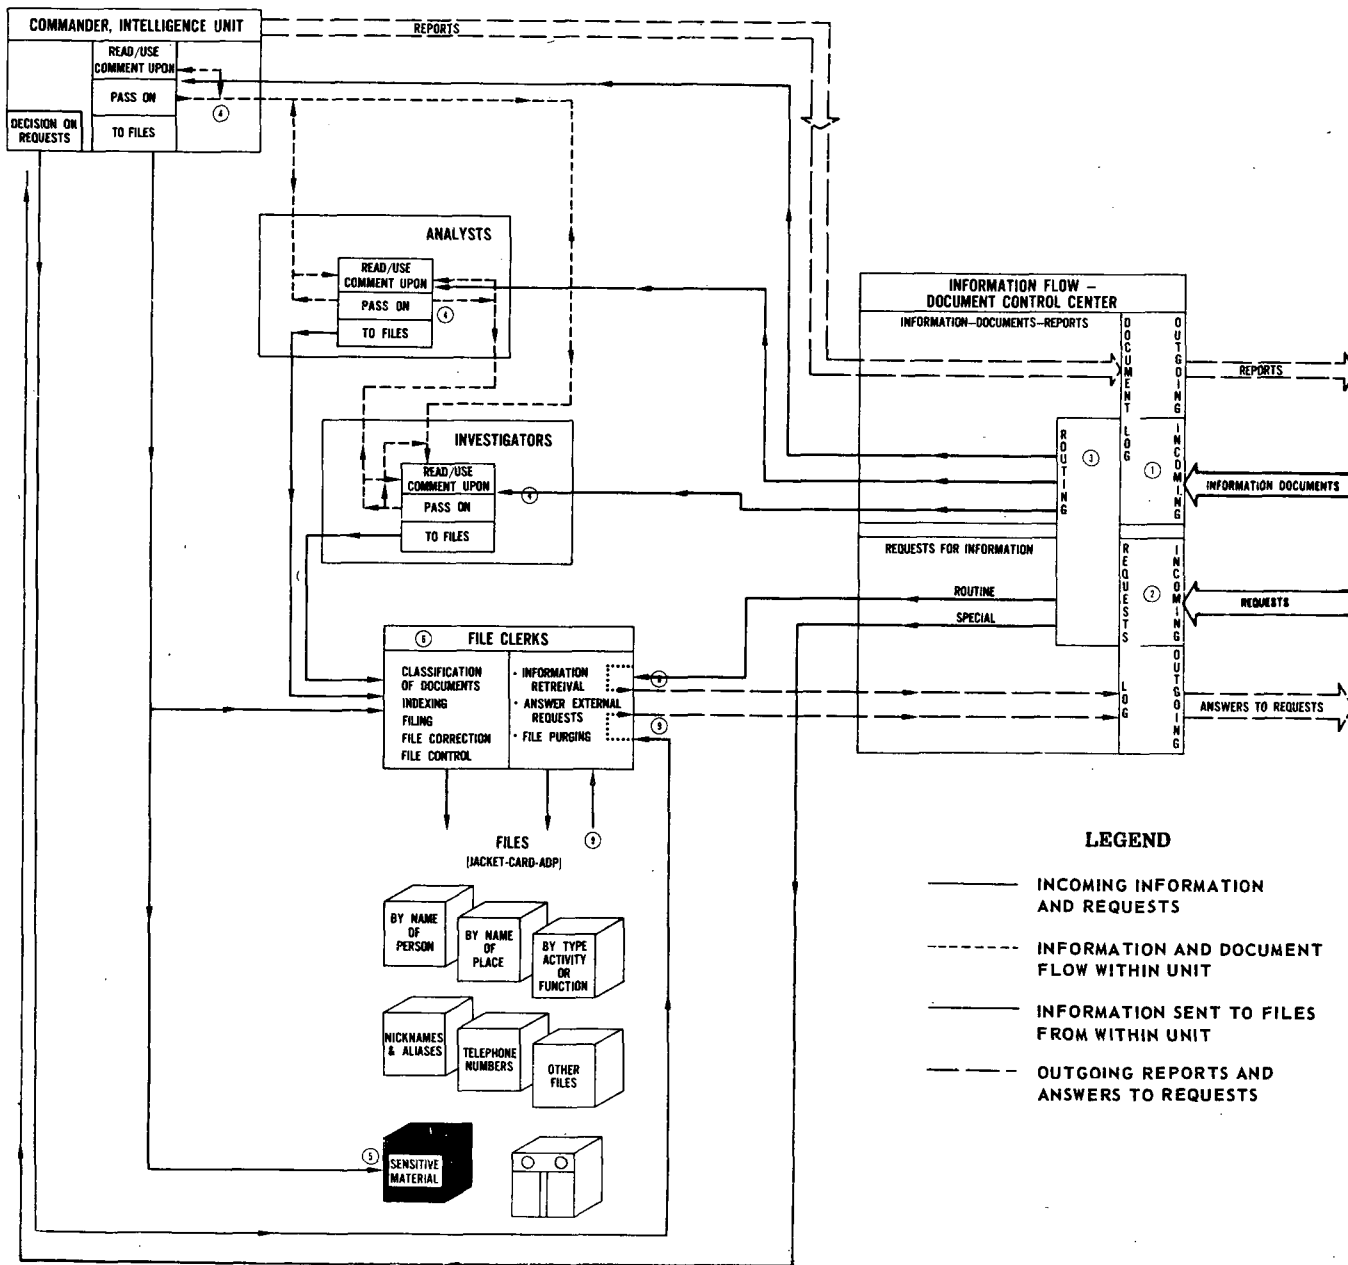 COMMANDER, INTELLIGENCE UNIT
READ/USE
COMMENT UPON
PASS ON
TO FILES
DECISION ON
REQUESTS
4
REPORTS
ANALYSTS
READ/USE
COMMENT UPON
PASS ON
TO FILES
4
INVESTIGATORS
READ/USE
COMMENT UPON
PASS ON
TO FILES
4
INFORMATION FLOW –
DOCUMENT CONTROL CENTER
INFORMATION–DOCUMENTS–REPORTS
DOCUMENT LOG
OUTGOING
REPORTS
ROUTING
3
1
INCOMING
INFORMATION DOCUMENTS
REQUESTS FOR INFORMATION
ROUTINE
SPECIAL
REQUESTS LOG
2
INCOMING
REQUESTS
OUTGOING
ANSWERS TO REQUESTS
6
FILE CLERKS
CLASSIFICATION
OF DOCUMENTS
INDEXING
FILING
FILE CORRECTION
FILE CONTROL
· INFORMATION
RETREIVAL
· ANSWER EXTERNAL
REQUESTS
· FILE PURGING
8
9
9
FILES
[JACKET-CARD-ADP]
BY NAME
OF
PERSON
BY NAME
OF
PLACE
BY TYPE
ACTIVITY
OR
FUNCTION
NICKNAMES
& ALIASES
TELEPHONE
NUMBERS
OTHER
FILES
5
SENSITIVE
MATERIAL
LEGEND
INCOMING INFORMATION
AND REQUESTS
INFORMATION AND DOCUMENT
FLOW WITHIN UNIT
INFORMATION SENT TO FILES
FROM WITHIN UNIT
OUTGOING REPORTS AND
ANSWERS TO REQUESTS